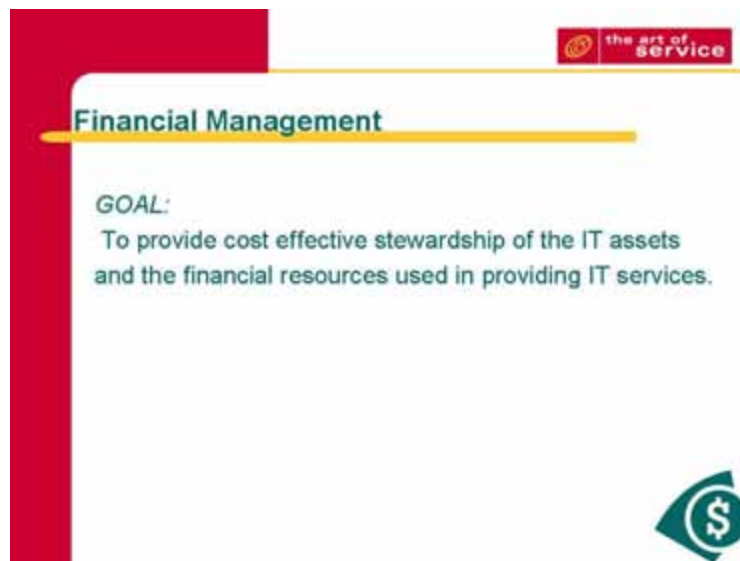 the art of
service
Financial Management
GOAL:
To provide cost effective stewardship of the IT assets
and the financial resources used in providing IT services.
$